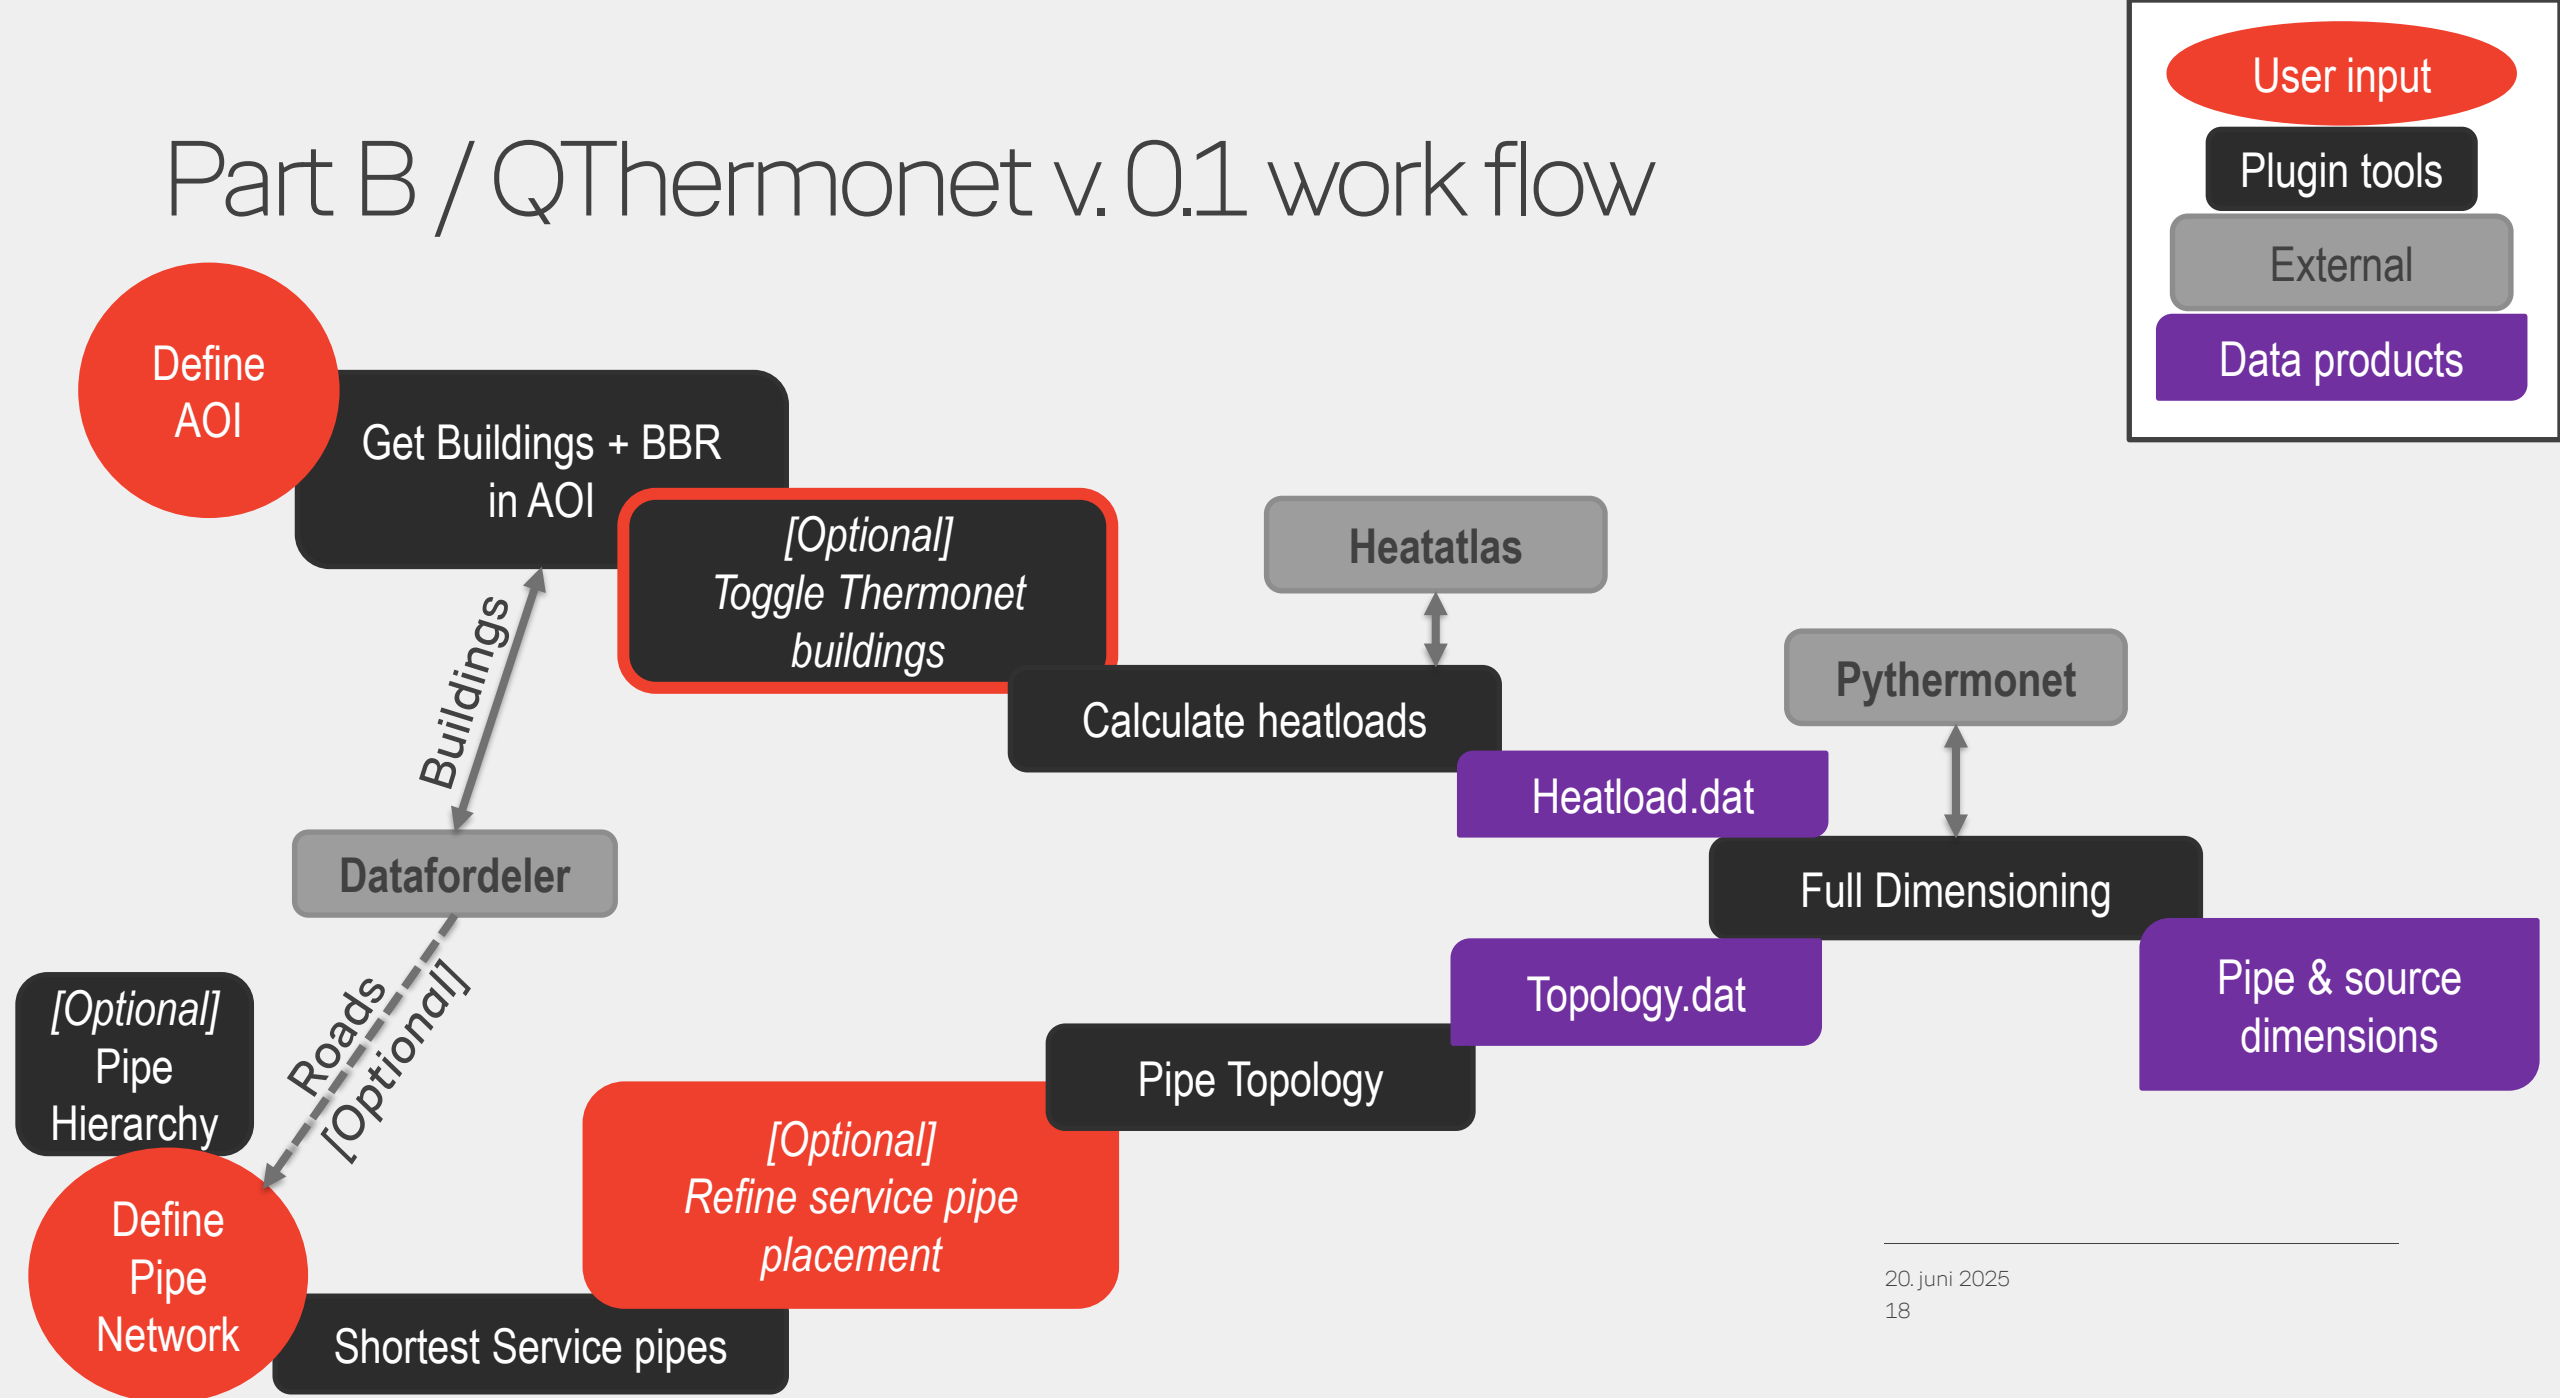 Part B / QThermonet v. 0.1 work flow
User input
Plugin tools
External
Data products
Define
AOI
Get Buildings + BBR
in AOI
[Optional]
Toggle Thermonet
buildings
Heatatlas
Calculate heatloads
Pythermonet
Heatload.dat
Buildings
Datafordeler
Full Dimensioning
Pipe & source
dimensions
Topology.dat
Pipe Topology
[Optional]
Pipe
Hierarchy
Roads
[Optional]
[Optional]
Refine service pipe
placement
Define
Pipe
Network
Shortest Service pipes
20. juni 2025
18